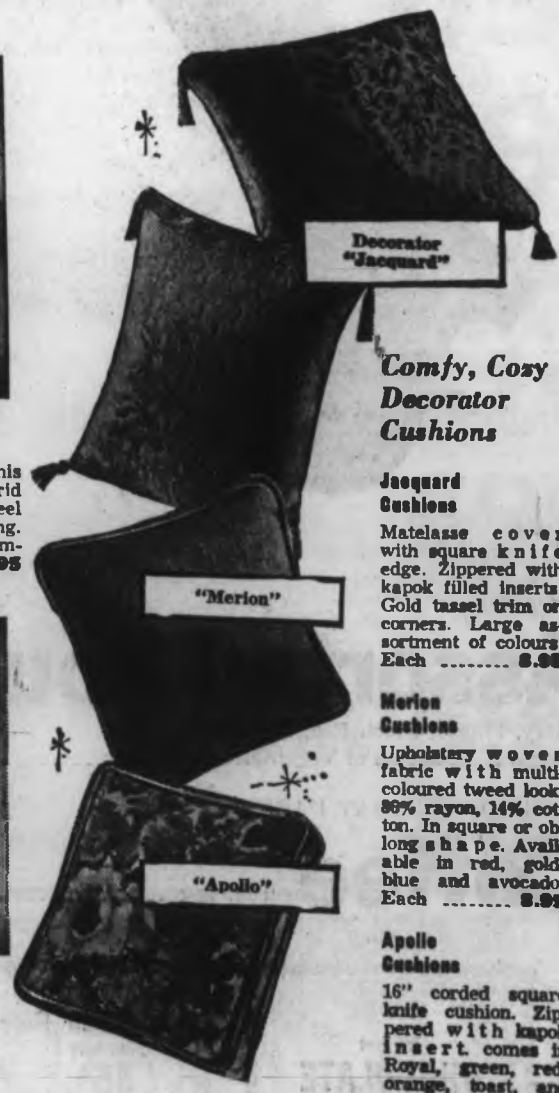 Decorator
"Jacquard"
Comfy, Cosy
Decorator
Cushions
his
rid
eel
ng.
m-
95
"Merion"
"Apollo"
Jacquard
Cushions
Matelasse cover
with square knife
edge. Zippered with
kapok filled inserts
Gold tassel trim on
corners. Large as-
sortment of colours
Each ........
Merion
Cushions
Upholstery woven
fabric with multi
coloured tweed look.
rayon, 14% cot
ton. In square or ob
long shape. Avail
able in red, gold
blue and avocado
Each ........
Apollo
Cushions
16" corded square
knife cushion. Zip
pered with kapok
insert. comes in
Royal, green, red
orange, toast, and